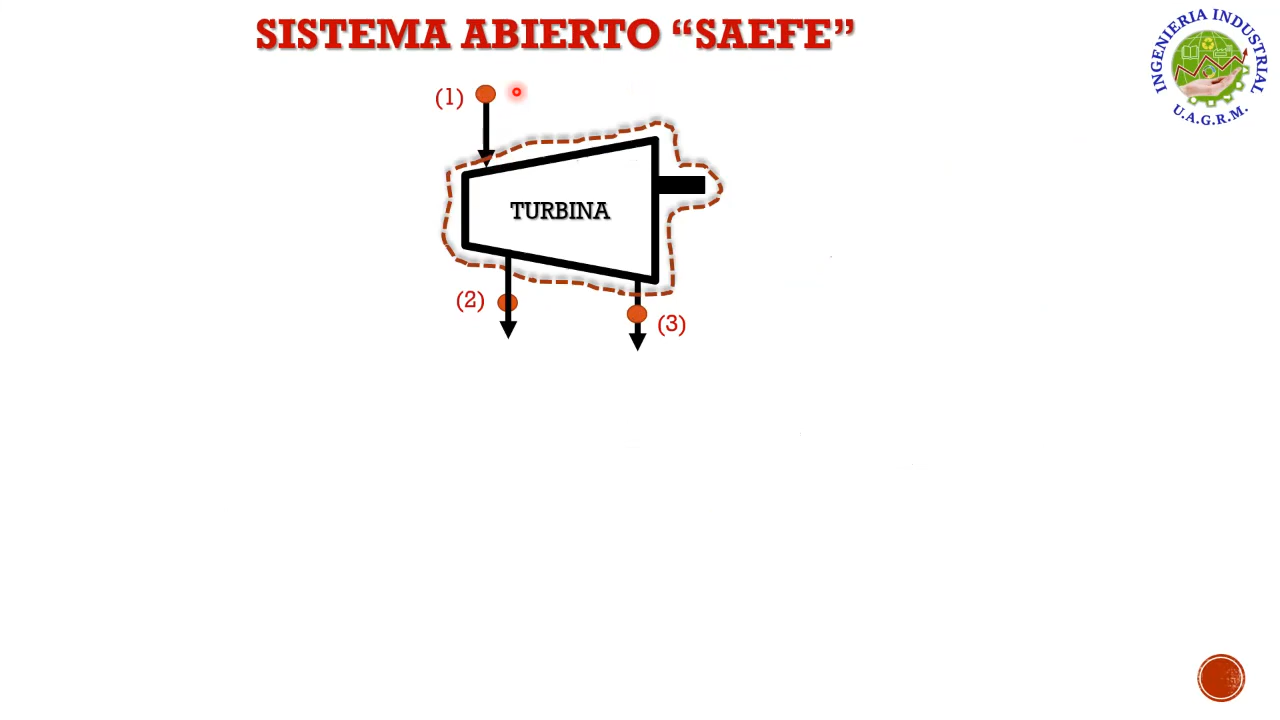 SISTEMA ABIERTO “SAEFE”
INGENIERIA INDUSTRIAL
U.A.G.R.M.
(1)
TURBINA
(2)
(3)